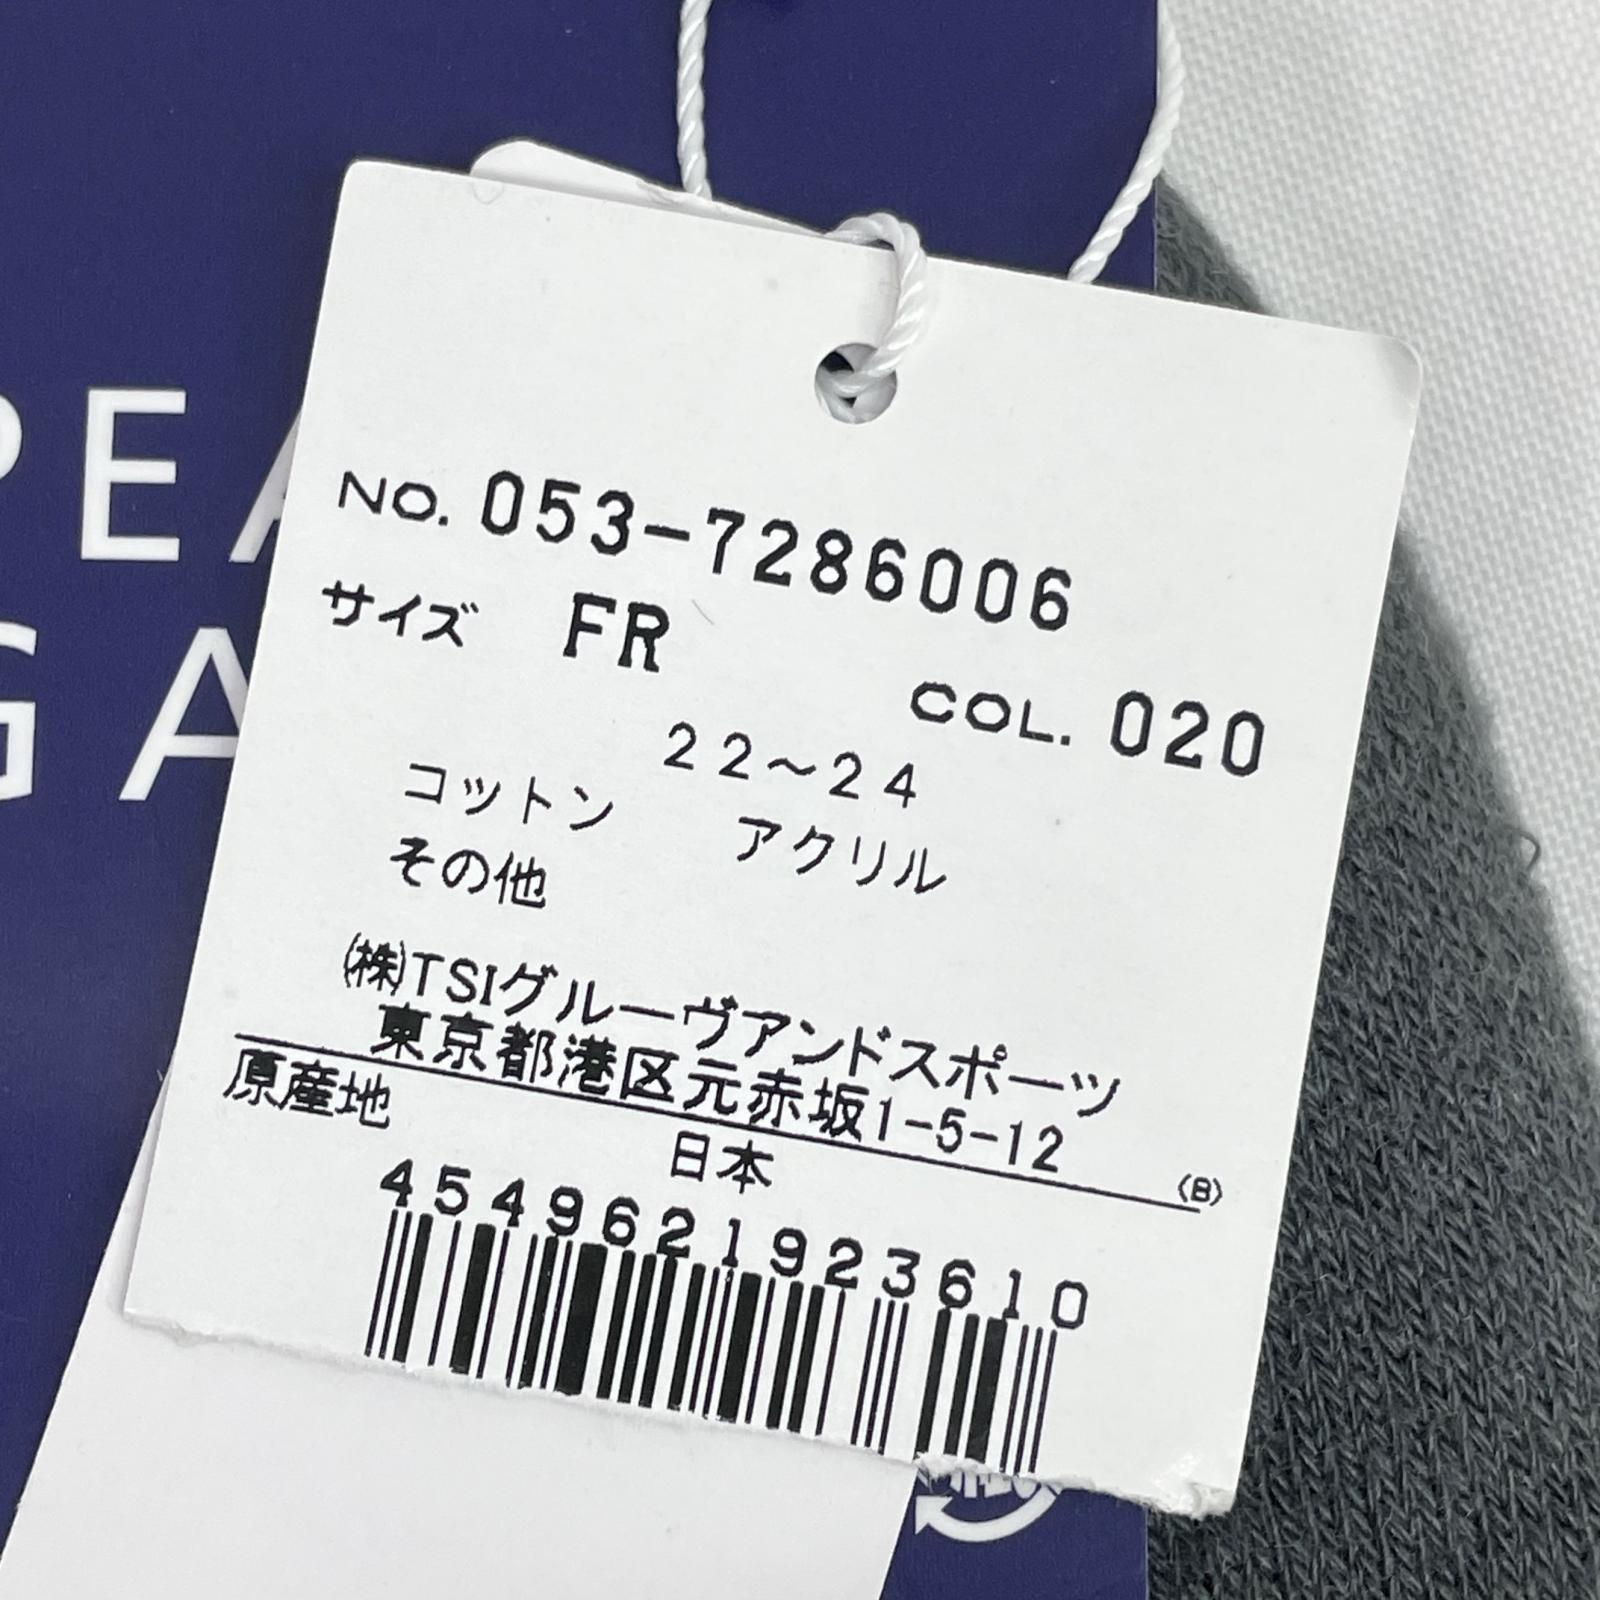 PEA
GA
NO. 053-7286006
サイズ FR
COL. 020
22～24
コットン アクリル
その他
㈱TSIグルーヴアンドスポーツ
東京都港区元赤坂1-5-12
原産地
日本
(B)
4549621923610